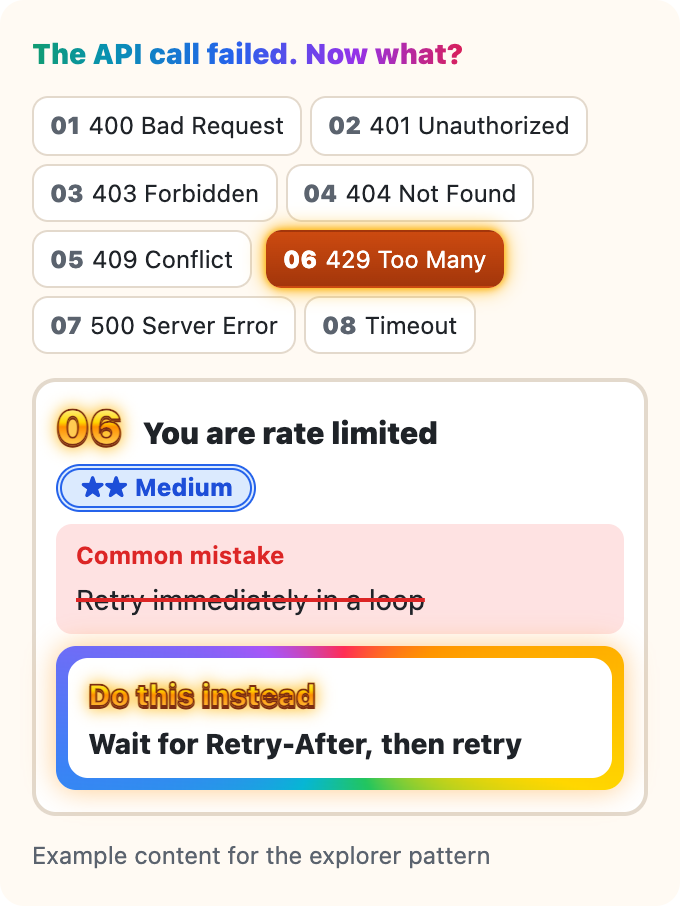 The API call failed. Now what?
01 400 Bad Request
02 401 Unauthorized
03 403 Forbidden
04 404 Not Found
05 409 Conflict
06 429 Too Many
07 500 Server Error
08 Timeout
06 You are rate limited
★★ Medium
Common mistake
Retry immediately in a loop
Do this instead
Wait for Retry-After, then retry
Example content for the explorer pattern